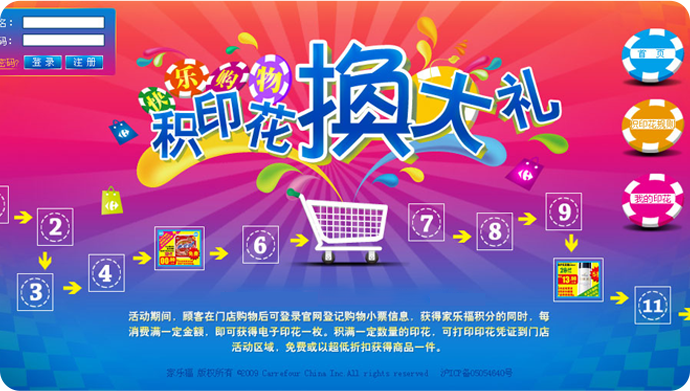 名：
码：
密码?
登录 注册
快乐购物
积印花换大礼
首 页
积印花规则
我的印花
2
3
4
6
7
8
9
11
活动期间，顾客在门店购物后可登录官网登记购物小票信息，获得家乐福积分的同时，每
消费满一定金额，即可获得电子印花一枚。积满一定数量的印花，可打印印花凭证到门店
活动区域，免费或以超低折扣获得商品一件。
家乐福 版权所有 ©2009 Carrefour China Inc All rights reserved 沪ICP备05054640号